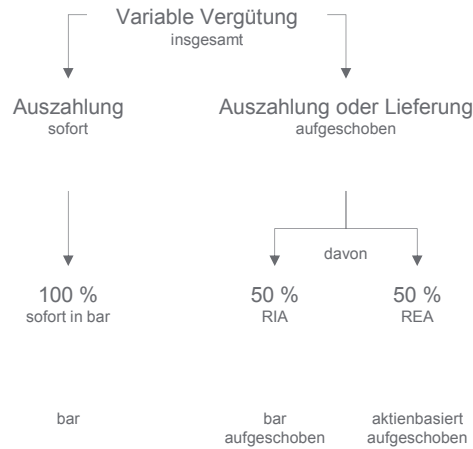 Variable Vergütung
insgesamt
Auszahlung
sofort
Auszahlung oder Lieferung
aufgeschoben
davon
100 %
sofort in bar
50 %
RIA
50 %
REA
bar
bar
aufgeschoben
aktienbasiert
aufgeschoben